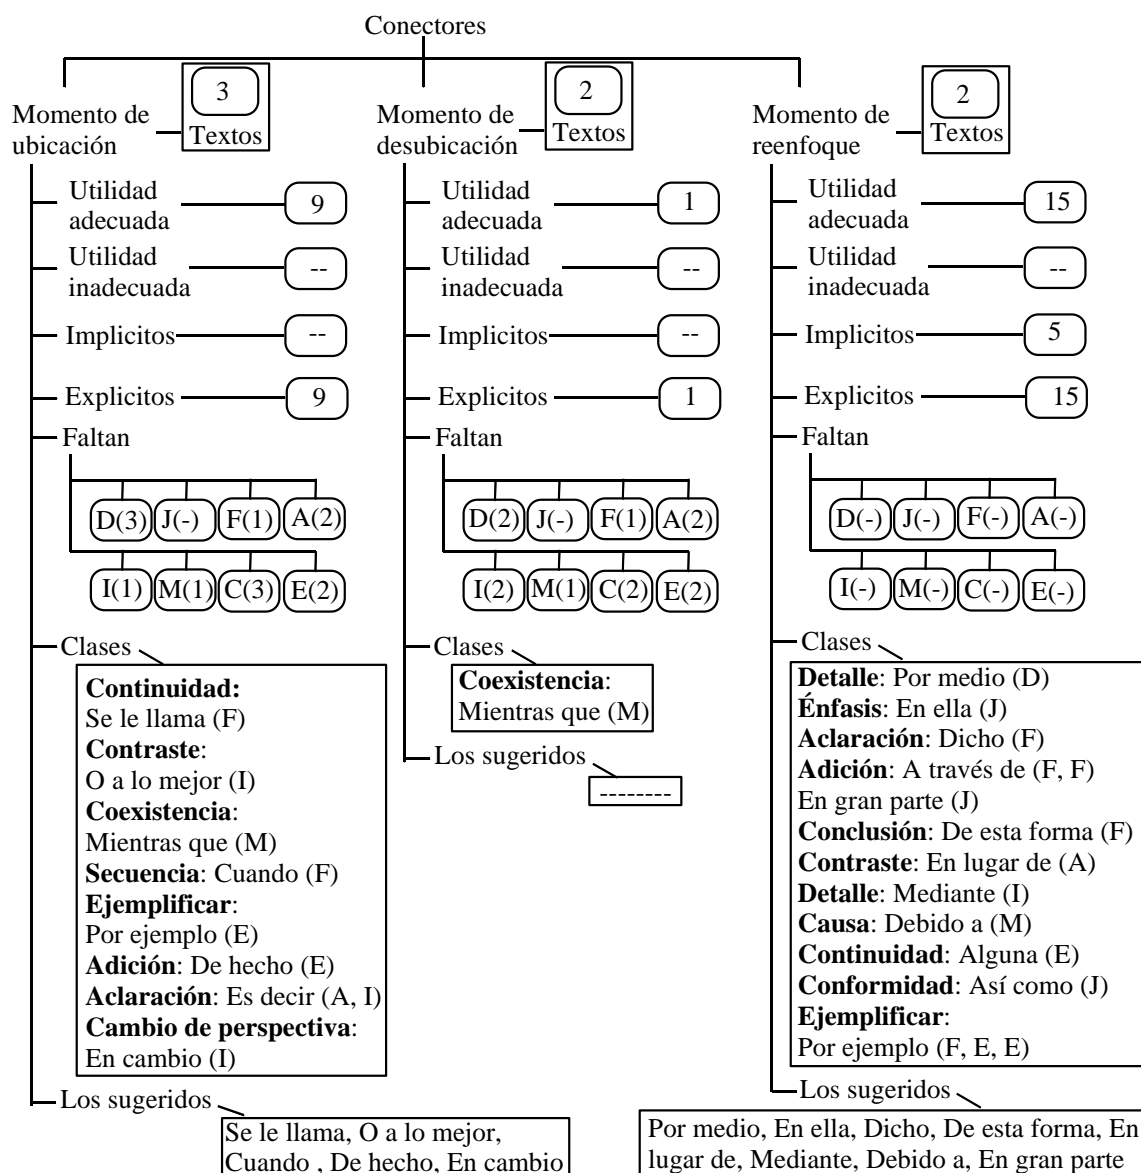 Conectores
3
Textos
Momento de
ubicación
Utilidad
adecuada
9
Utilidad
inadecuada
--
Implicitos
--
Explicitos
9
Faltan
D(3) J(-) F(1) A(2)
I(1) M(1) C(3) E(2)
Clases
Continuidad:
Se le llama (F)
Contraste:
O a lo mejor (I)
Coexistencia:
Mientras que (M)
Secuencia: Cuando (F)
Ejemplificar:
Por ejemplo (E)
Adición: De hecho (E)
Aclaración: Es decir (A, I)
Cambio de perspectiva:
En cambio (I)
Los sugeridos
Se le llama, O a lo mejor,
Cuando , De hecho, En cambio
2
Textos
Momento de
desubicación
Utilidad
adecuada
1
Utilidad
inadecuada
--
Implicitos
--
Explicitos
1
Faltan
D(2) J(-) F(1) A(2)
I(2) M(1) C(2) E(2)
Clases
Coexistencia:
Mientras que (M)
Los sugeridos
--------
2
Textos
Momento de
reenfoque
Utilidad
adecuada
15
Utilidad
inadecuada
--
Implicitos
5
Explicitos
15
Faltan
D(-) J(-) F(-) A(-)
I(-) M(-) C(-) E(-)
Clases
Detalle: Por medio (D)
Énfasis: En ella (J)
Aclaración: Dicho (F)
Adición: A través de (F, F)
En gran parte (J)
Conclusión: De esta forma (F)
Contraste: En lugar de (A)
Detalle: Mediante (I)
Causa: Debido a (M)
Continuidad: Alguna (E)
Conformidad: Así como (J)
Ejemplificar:
Por ejemplo (F, E, E)
Los sugeridos
Por medio, En ella, Dicho, De esta forma, En
lugar de, Mediante, Debido a, En gran parte